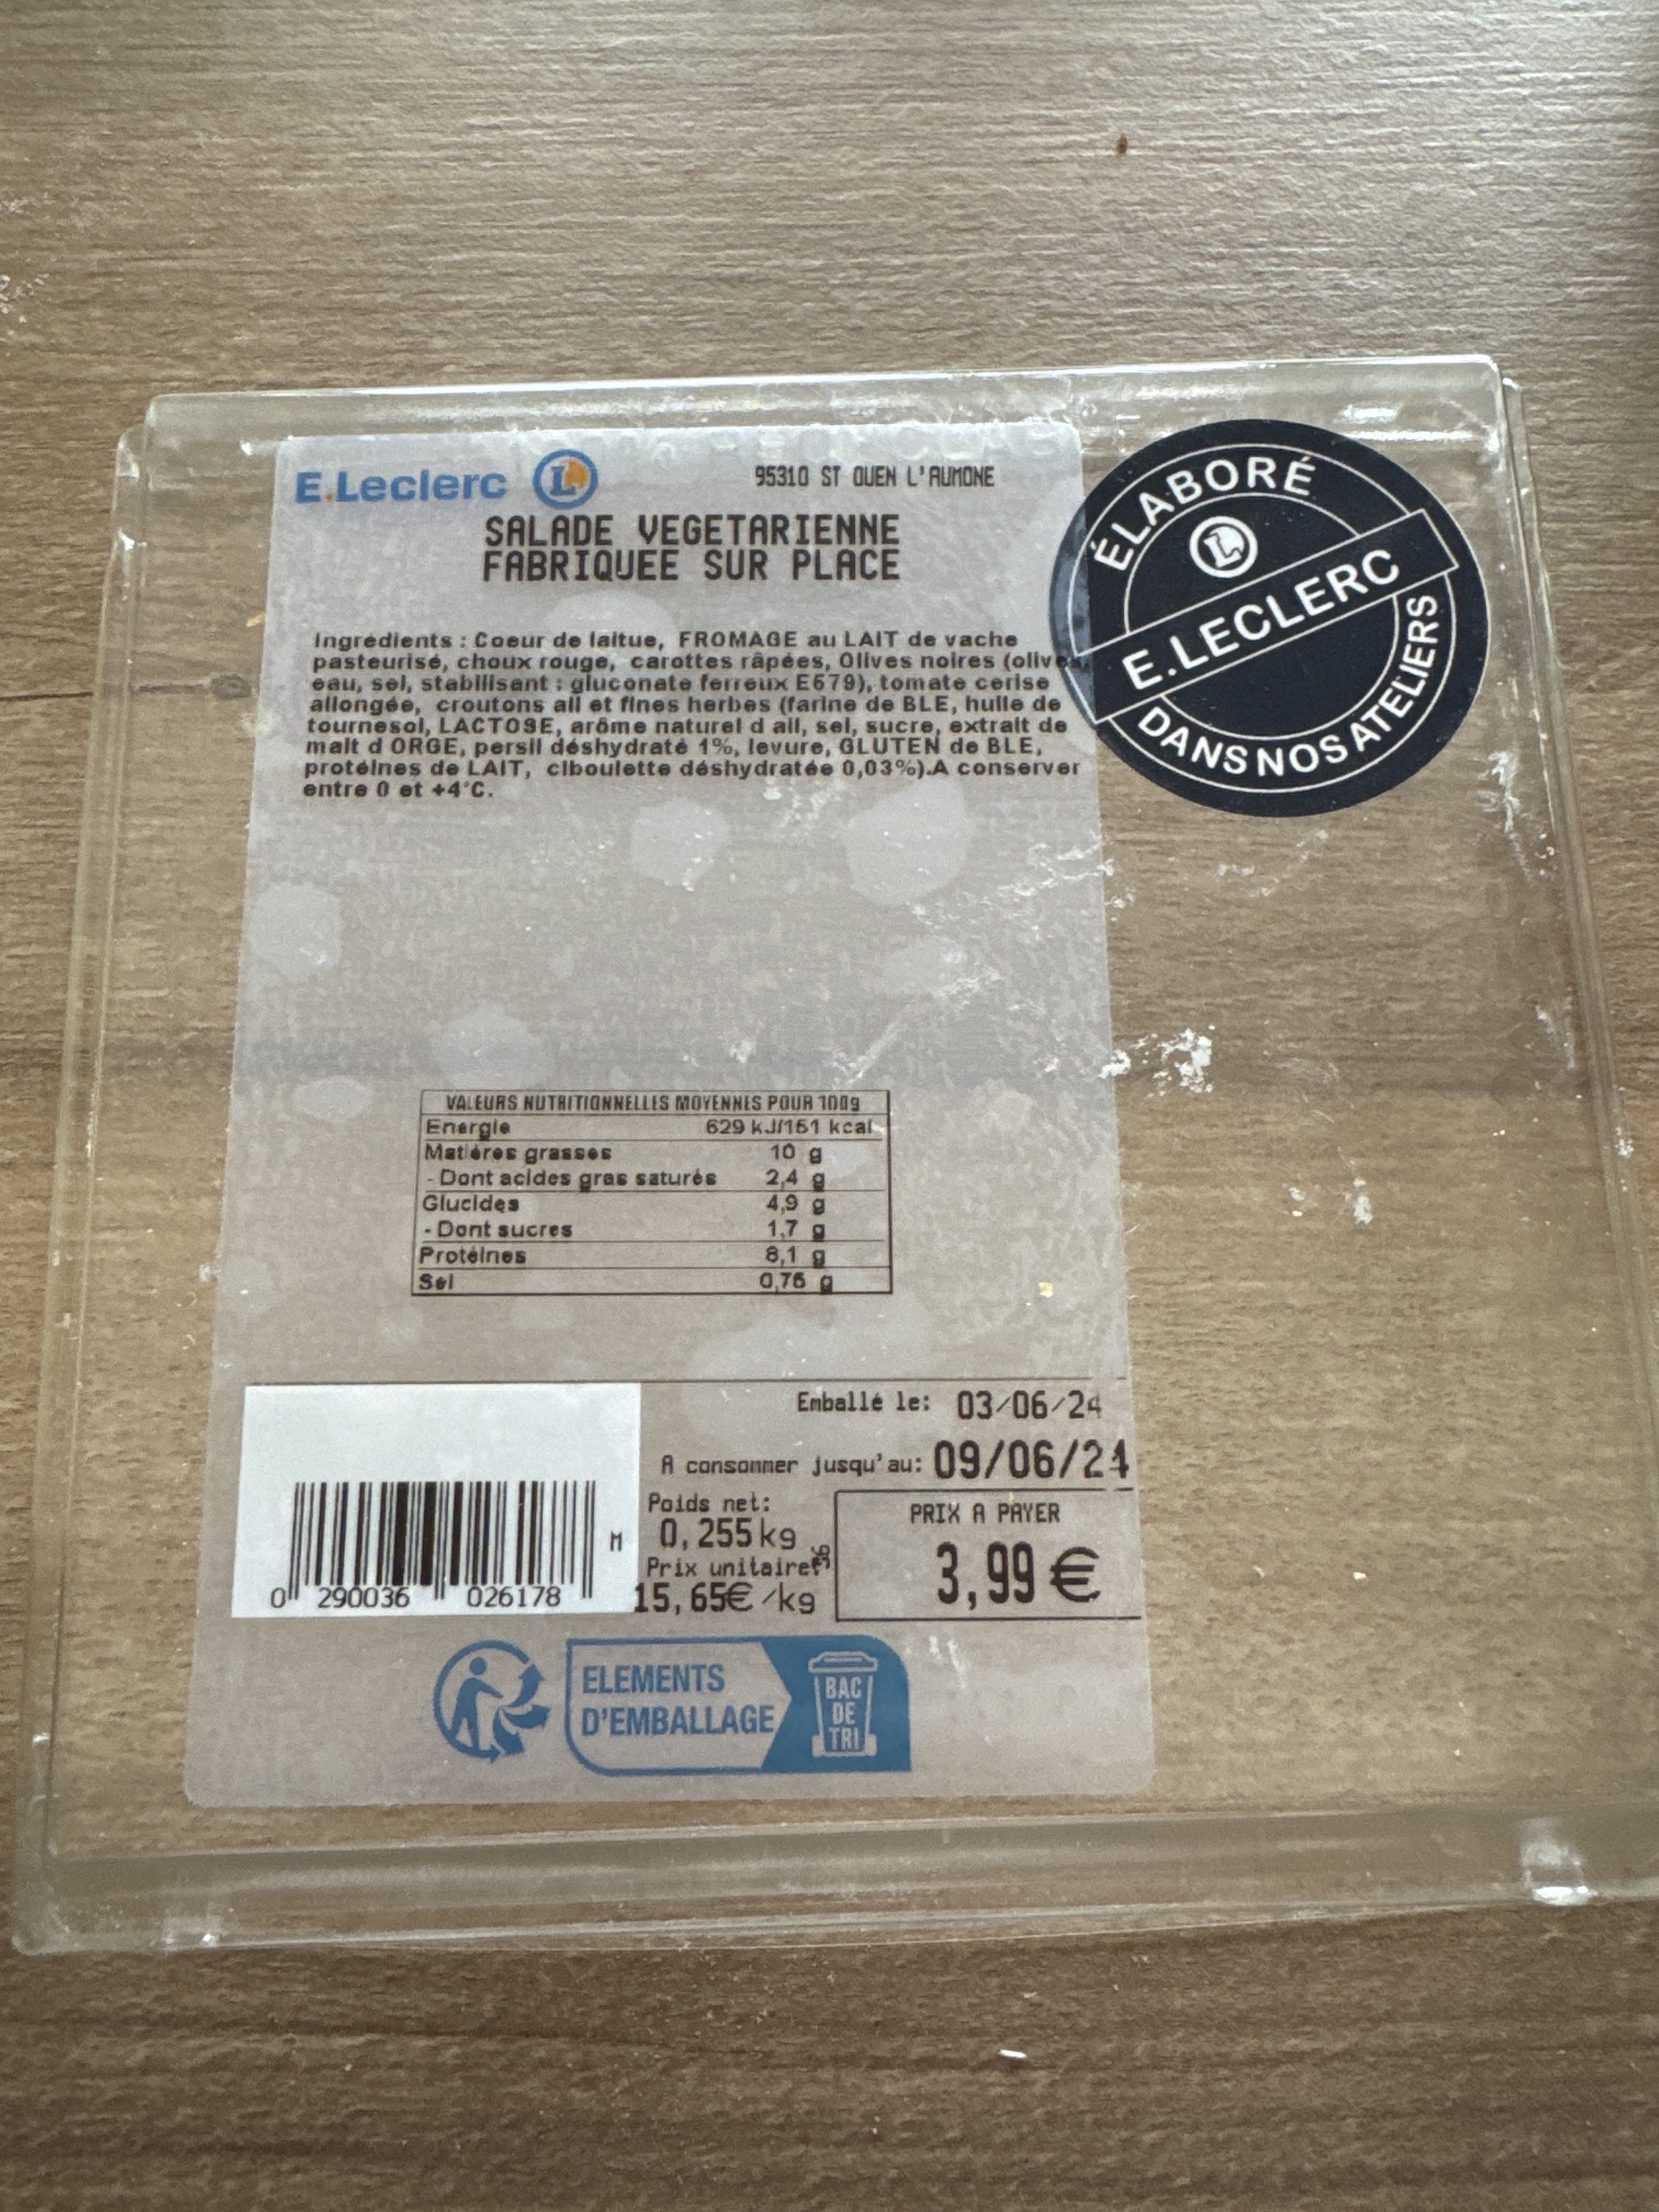 E.Leclerc L
95310 ST OUEN L'AUMONE
SALADE VEGETARIENNE
FABRIQUEE SUR PLACE
ÉLABORÉ
L
E.LECLERC
DANS NOS ATELIERS
Ingrédients : Coeur de laitue, FROMAGE au LAIT de vache
pasteurisé, choux rouge, carottes râpées, Olives noires (olives,
eau, sel, stabilisant : gluconate ferreux E579), tomate cerise
allongée, croutons ail et fines herbes (farine de BLE, huile de
tournesol, LACTOSE, arôme naturel d ail, sel, sucre, extrait de
malt d ORGE, persil déshydraté 1%, levure, GLUTEN de BLE,
protéines de LAIT, ciboulette déshydratée 0,03%).A conserver
entre 0 et +4°C.
VALEURS NUTRITIONNELLES MOYENNES POUR 100g
Energie 629 kJ/151 kcal
Matières grasses 10 g
- Dont acides gras saturés 2,4 g
Glucides 4,9 g
- Dont sucres 1,7 g
Protéines 8,1 g
Sel 0,76 g
Emballé le: 03/06/24
A consommer jusqu'au: 09/06/24
Poids net:
0,255kg
Prix unitaire:
15,65€/kg
36
PRIX A PAYER
3,99€
M
0 290036 026178
ELEMENTS
D'EMBALLAGE
BAC
DE
TRI